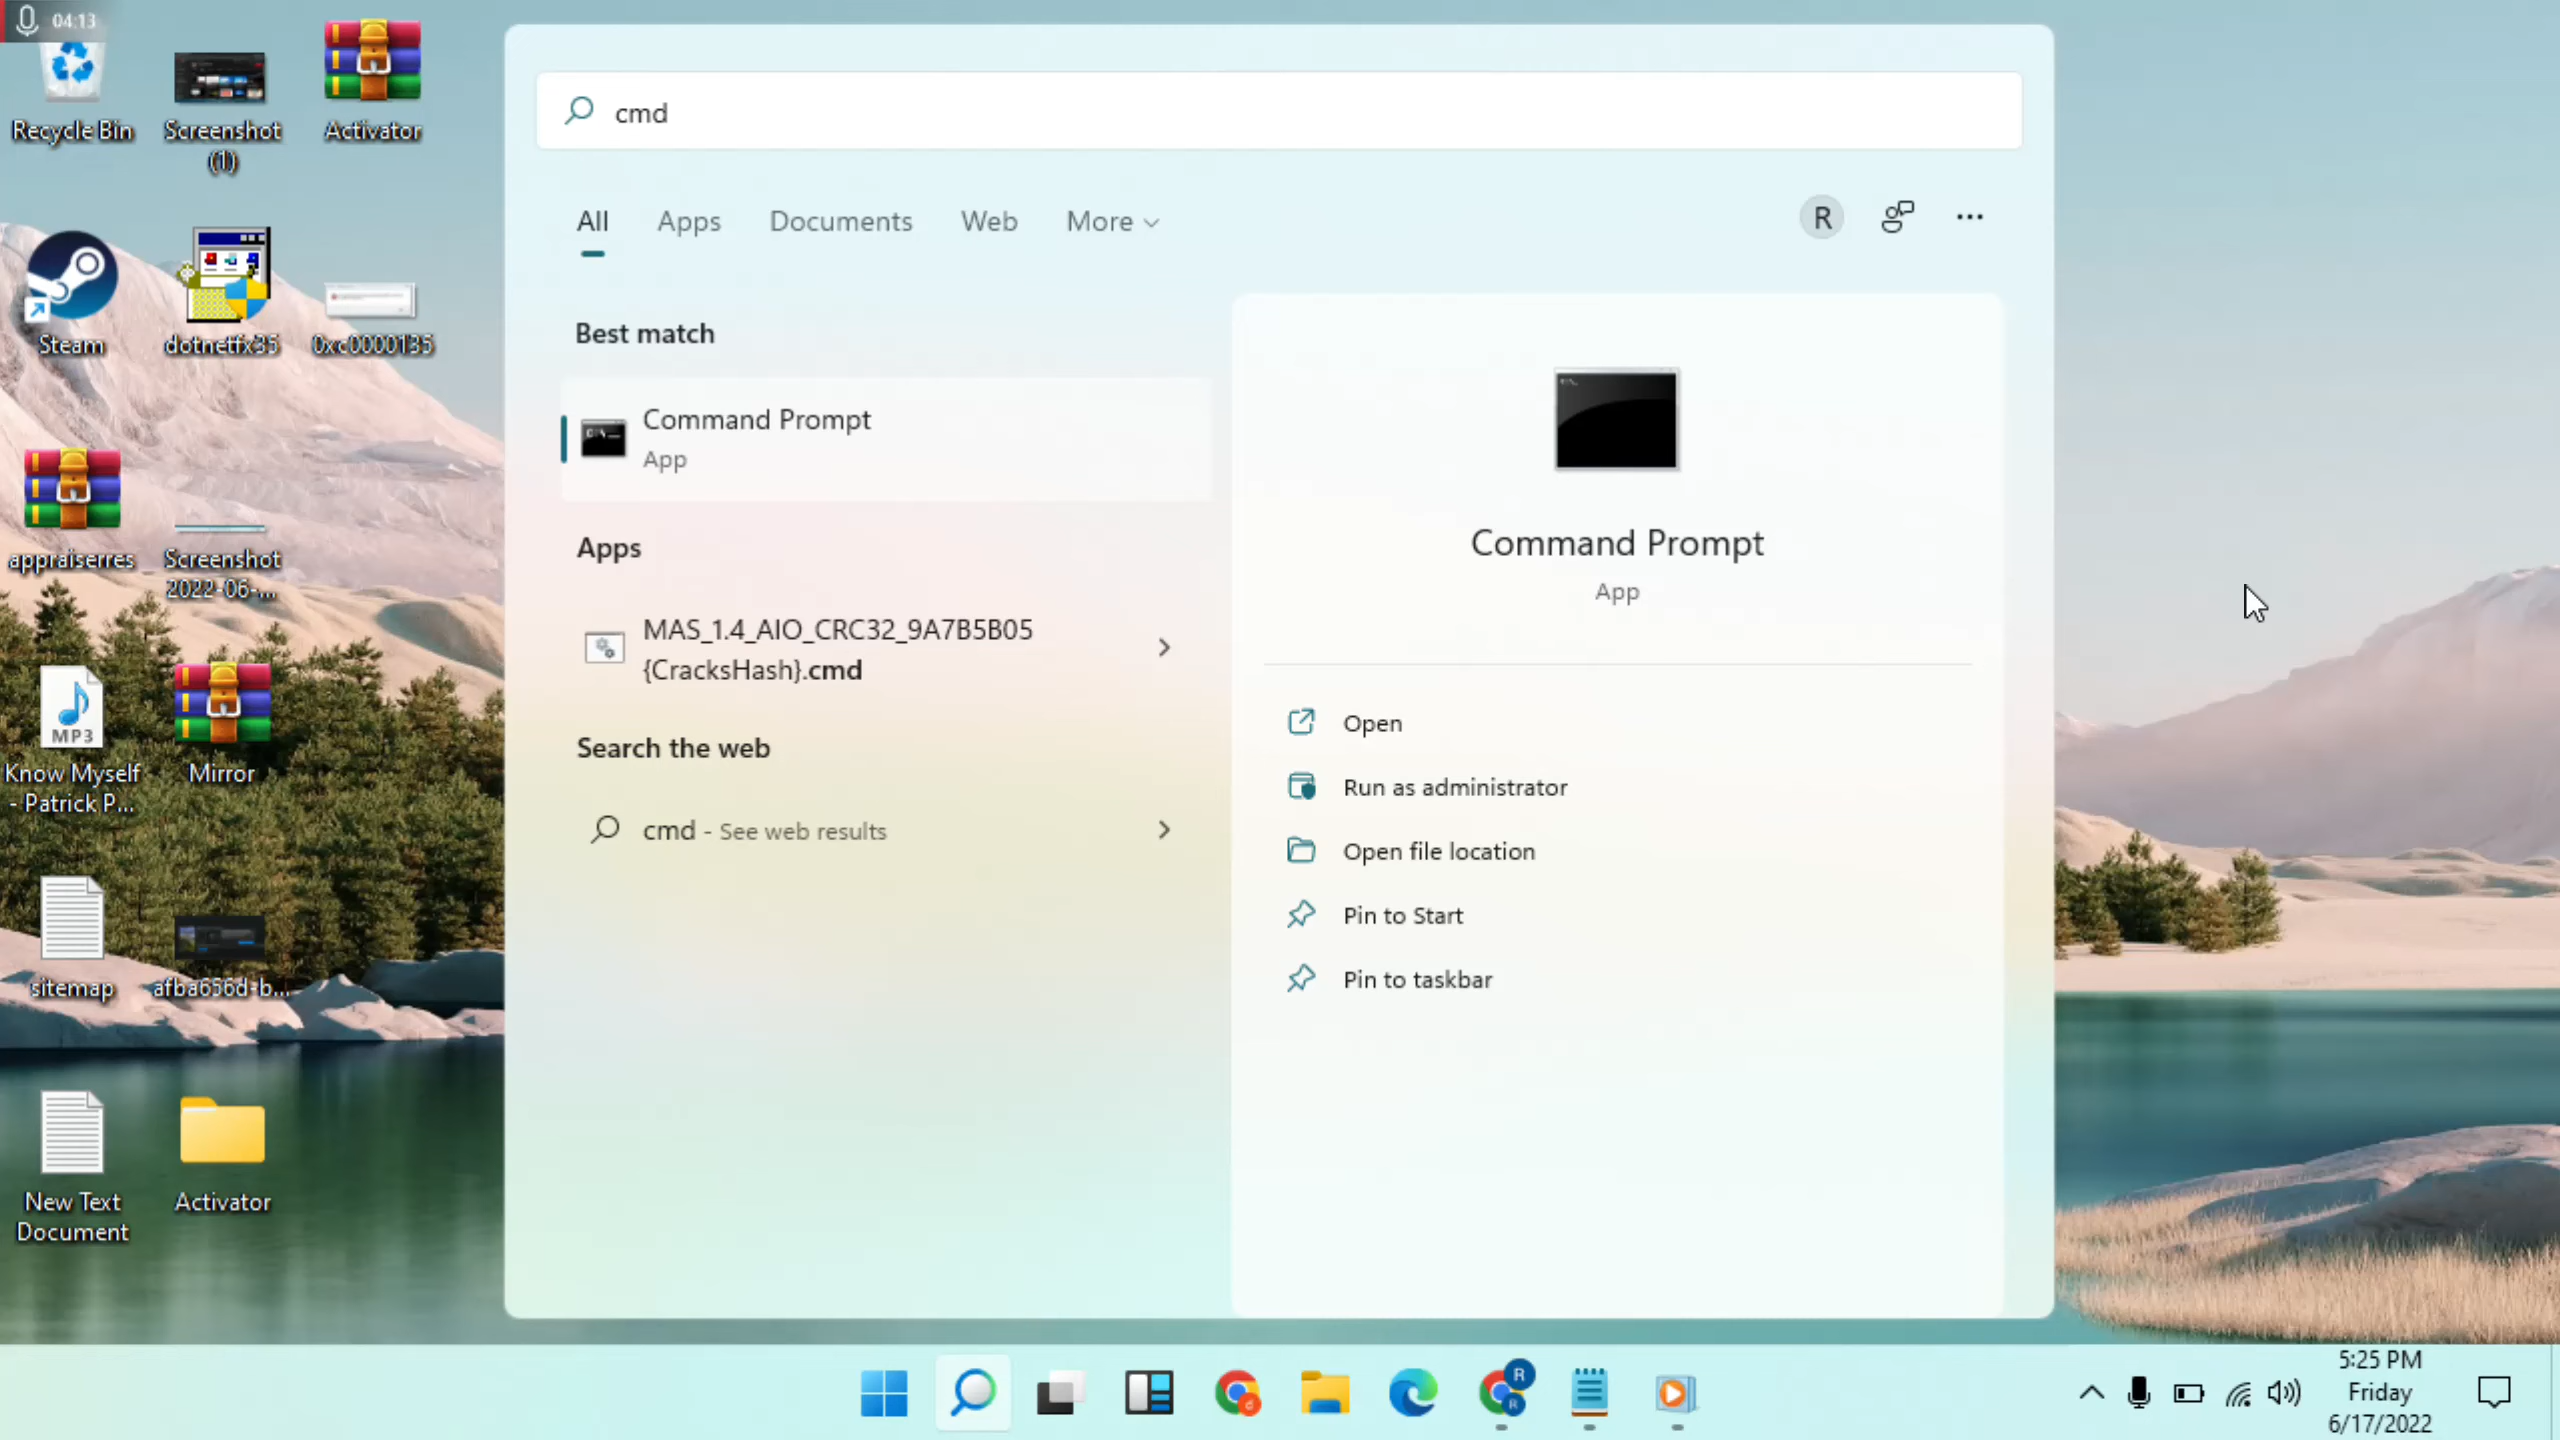 04:13
Recycle Bin
Screenshot
(1)
Activator
Steam
dotnetfx35
0xc0000135
appraiserres
Screenshot
2022-06-...
MP3
Know Myself
- Patrick P...
Mirror
sitemap
afba656d-b...
New Text
Document
Activator
cmd
All
Apps
Documents
Web
More
R
Best match
Command Prompt
App
Apps
MAS_1.4_AIO_CRC32_9A7B5B05
{CracksHash}.cmd
Search the web
cmd - See web results
Command Prompt
App
Open
Run as administrator
Open file location
Pin to Start
Pin to taskbar
d
R
R
5:25 PM
Friday
6/17/2022